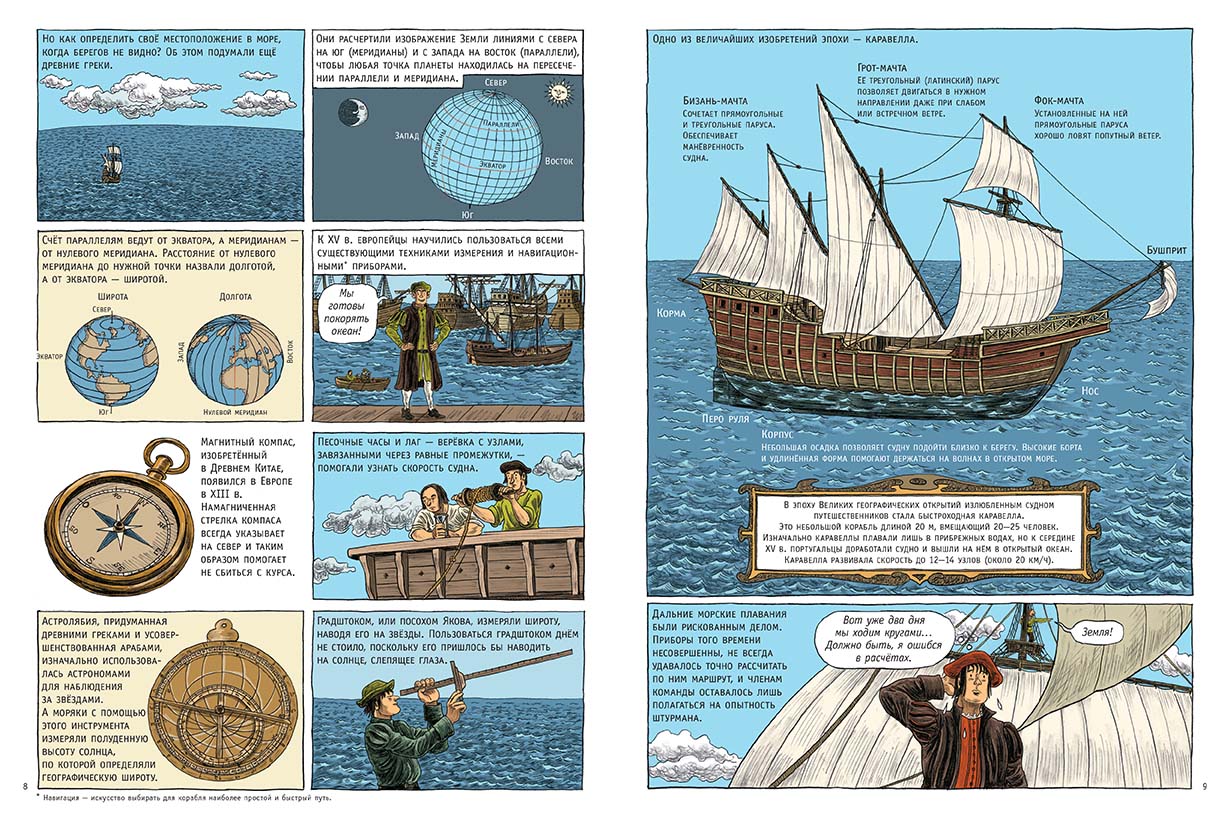 Но как определить своё местоположение в море,
когда берегов не видно? Об этом подумали ещё
древние греки.
Они расчертили изображение Земли линиями с севера
на юг (меридианы) и с запада на восток (параллели),
чтобы любая точка планеты находилась на пересече-
нии параллели и меридиана.
Север
Параллели
Запад
Меридианы
Экватор
Восток
Юг
Счёт параллелям ведут от экватора, а меридианам —
от нулевого меридиана. Расстояние от нулевого
меридиана до нужной точки назвали долготой,
а от экватора — широтой.
Широта
Север
Экватор
Юг
Долгота
Запад
Восток
Нулевой меридиан
К XV в. европейцы научились пользоваться всеми
существующими техниками измерения и навигацион-
ными* приборами.
Мы
готовы
покорять
океан!
Магнитный компас,
изобретённый
в Древнем Китае,
появился в Европе
в XIII в.
Намагниченная
стрелка компаса
всегда указывает
на север и таким
образом помогает
не сбиться с курса.
Песочные часы и лаг — верёвка с узлами,
завязанными через равные промежутки, —
помогали узнать скорость судна.
Астролябия, придуманная
древними греками и усовер-
шенствованная арабами,
изначально использова-
лась астрономами
для наблюдения
за звёздами.
А моряки с помощью
этого инструмента
измеряли полуденную
высоту солнца,
по которой определяли
географическую широту.
Градштоком, или посохом Якова, измеряли широту,
наводя его на звёзды. Пользоваться градштоком днём
не стоило, поскольку его пришлось бы наводить
на солнце, слепящее глаза.
8
* Навигация — искусство выбирать для корабля наиболее простой и быстрый путь.
Одно из величайших изобретений эпохи — каравелла.
Грот-мачта
Её треугольный (латинский) парус
позволяет двигаться в нужном
направлении даже при слабом
или встречном ветре.
Бизань-мачта
Сочетает прямоугольные
и треугольные паруса.
Обеспечивает
манёвренность
судна.
Фок-мачта
Установленные на ней
прямоугольные паруса
хорошо ловят попутный ветер.
Бушприт
Корма
Нос
Перо руля
Корпус
Небольшая осадка позволяет судну подойти близко к берегу. Высокие борта
и удлинённая форма помогают держаться на волнах в открытом море.
В эпоху Великих географических открытий излюбленным судном
путешественников стала быстроходная каравелла.
Это небольшой корабль длиной 20 м, вмещающий 20—25 человек.
Изначально каравеллы плавали лишь в прибрежных водах, но к середине
XV в. португальцы доработали судно и вышли на нём в открытый океан.
Каравелла развивала скорость до 12—14 узлов (около 20 км/ч).
Дальние морские плавания
были рискованным делом.
Приборы того времени
несовершенны, не всегда
удавалось точно рассчитать
по ним маршрут, и членам
команды оставалось лишь
полагаться на опытность
штурмана.
Вот уже два дня
мы ходим кругами...
Должно быть, я ошибся
в расчётах.
Земля!
9